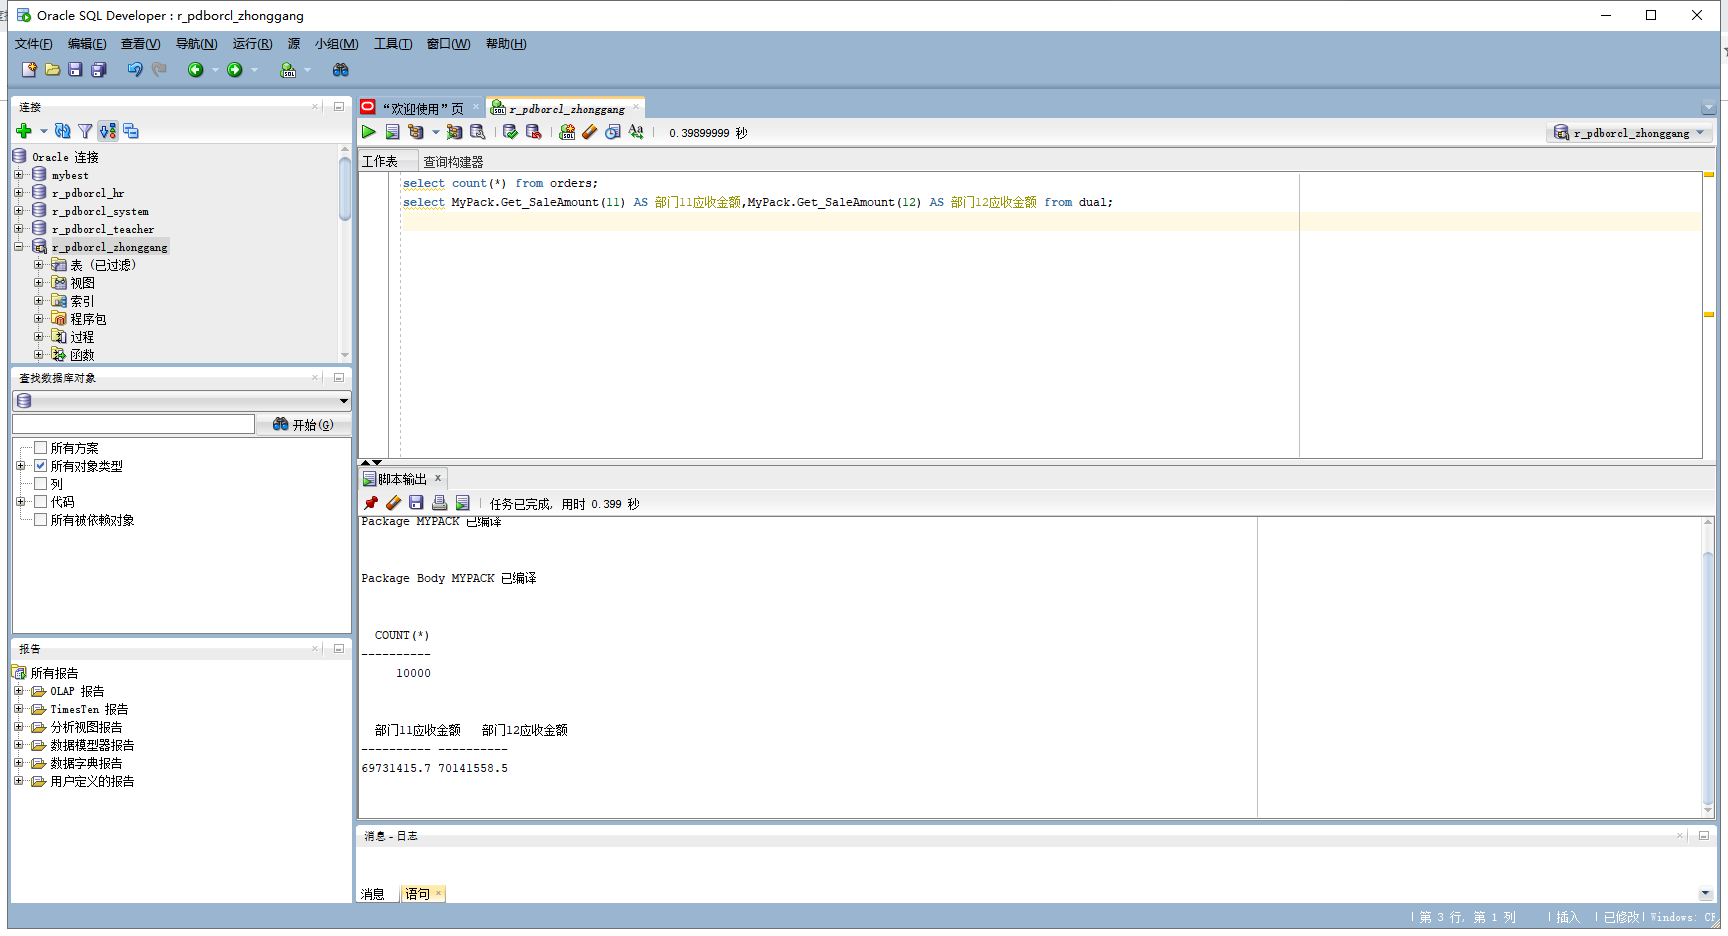 Oracle SQL Developer : r_pdborcl_zhonggang
文件(F) 编辑(E) 查看(V) 导航(N) 运行(R) 源 小组(M) 工具(T) 窗口(W) 帮助(H)
连接
Oracle 连接
mybest
r_pdborcl_hr
r_pdborcl_system
r_pdborcl_teacher
r_pdborcl_zhonggang
表 (已过滤)
视图
索引
程序包
过程
函数
查找数据库对象
开始(G)
所有方案
所有对象类型
列
代码
所有被依赖对象
报告
所有报告
OLAP 报告
TimesTen 报告
分析视图报告
数据模型器报告
数据字典报告
用户定义的报告
“欢迎使用”页 r_pdborcl_zhonggang
0.39899999 秒 r_pdborcl_zhonggang
工作表 查询构建器
select count(*) from orders;
select MyPack.Get_SaleAmount(11) AS 部门11应收金额,MyPack.Get_SaleAmount(12) AS 部门12应收金额 from dual;
脚本输出
任务已完成, 用时 0.399 秒
Package MYPACK 已编译
Package Body MYPACK 已编译
COUNT(*)
----------
10000
部门11应收金额 部门12应收金额
---------- ----------
69731415.7 70141558.5
消息 - 日志
消息 语句
第 3 行, 第 1 列 插入 已修改 Windows: CF